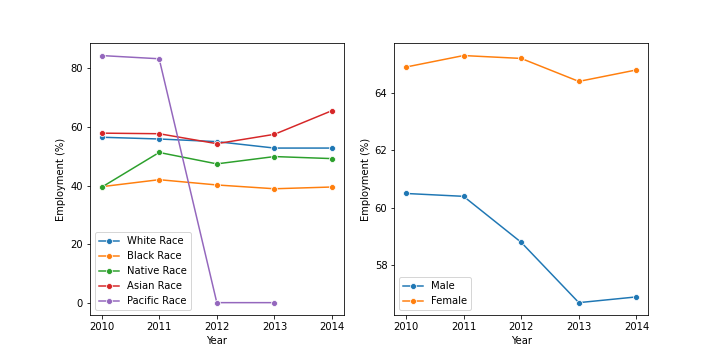 Employment (%)
80
60
40
20
0
White Race
Black Race
Native Race
Asian Race
Pacific Race
2010 2011 2012 2013 2014
Year
Employment (%)
64
62
60
58
Male
Female
2010 2011 2012 2013 2014
Year